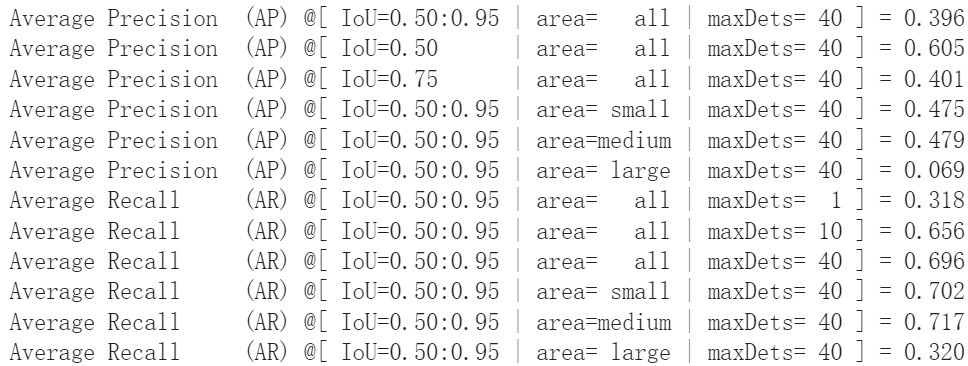 Average Precision  (AP) @[ IoU=0.50:0.95 | area=   all | maxDets= 40 ] = 0.396
Average Precision  (AP) @[ IoU=0.50      | area=   all | maxDets= 40 ] = 0.605
Average Precision  (AP) @[ IoU=0.75      | area=   all | maxDets= 40 ] = 0.401
Average Precision  (AP) @[ IoU=0.50:0.95 | area= small | maxDets= 40 ] = 0.475
Average Precision  (AP) @[ IoU=0.50:0.95 | area=medium | maxDets= 40 ] = 0.479
Average Precision  (AP) @[ IoU=0.50:0.95 | area= large | maxDets= 40 ] = 0.069
Average Recall     (AR) @[ IoU=0.50:0.95 | area=   all | maxDets=  1 ] = 0.318
Average Recall     (AR) @[ IoU=0.50:0.95 | area=   all | maxDets= 10 ] = 0.656
Average Recall     (AR) @[ IoU=0.50:0.95 | area=   all | maxDets= 40 ] = 0.696
Average Recall     (AR) @[ IoU=0.50:0.95 | area= small | maxDets= 40 ] = 0.702
Average Recall     (AR) @[ IoU=0.50:0.95 | area=medium | maxDets= 40 ] = 0.717
Average Recall     (AR) @[ IoU=0.50:0.95 | area= large | maxDets= 40 ] = 0.320